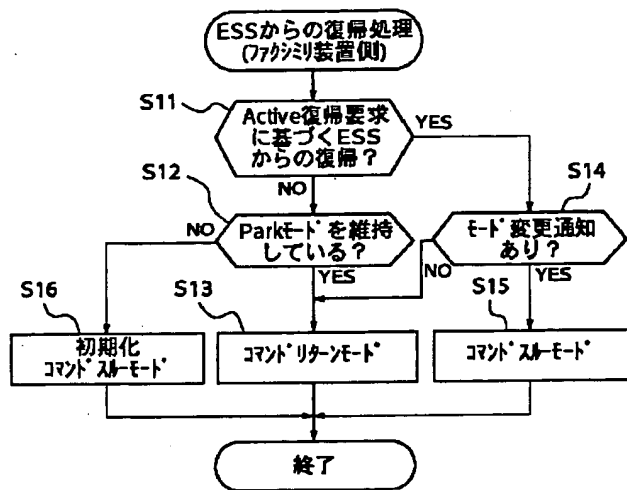 ESSからの復帰処理
(ファクシミリ装置側)
S11
Active復帰要求
に基づくESS
からの復帰?
YES
NO
S12
Parkモードを維持
している?
NO
YES
S14
モード変更通知
あり?
NO
YES
S16
初期化
コマンドスルーモード
S13
コマンドリターンモード
S15
コマンドスルーモード
終了